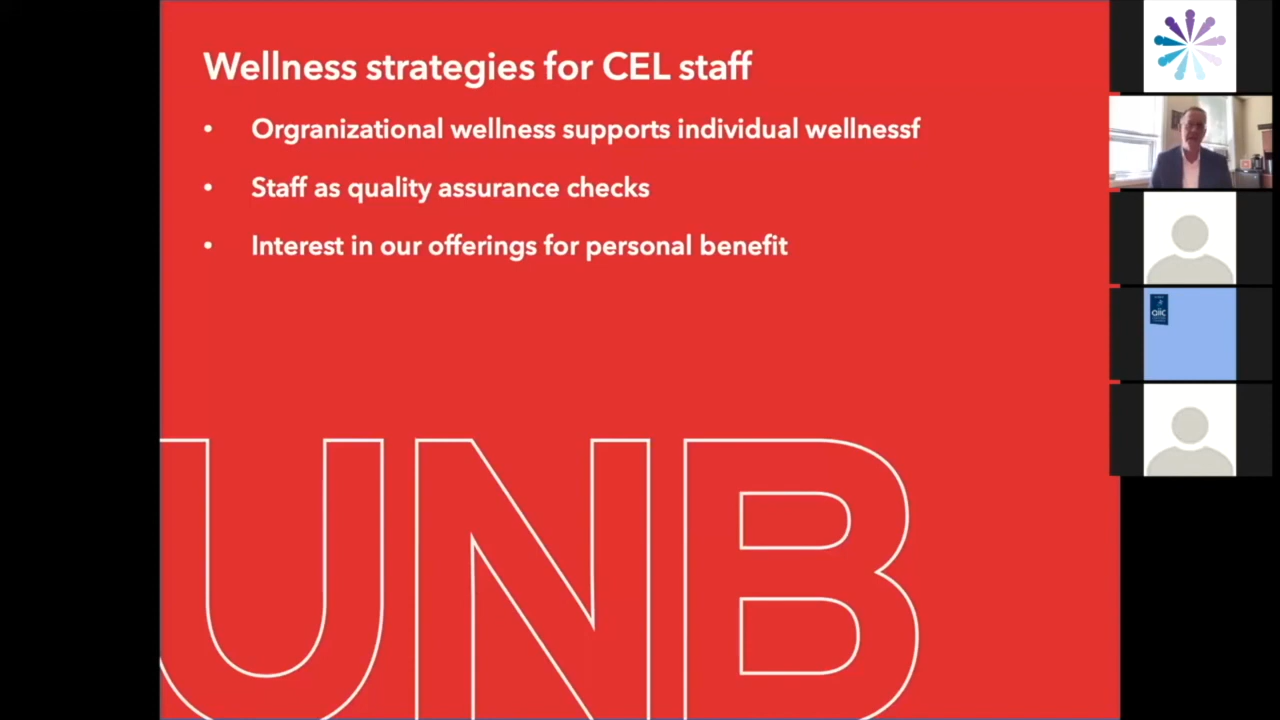 Wellness strategies for CEL staff
• Orgranizational wellness supports individual wellnessf
• Staff as quality assurance checks
• Interest in our offerings for personal benefit
UNB
aiic